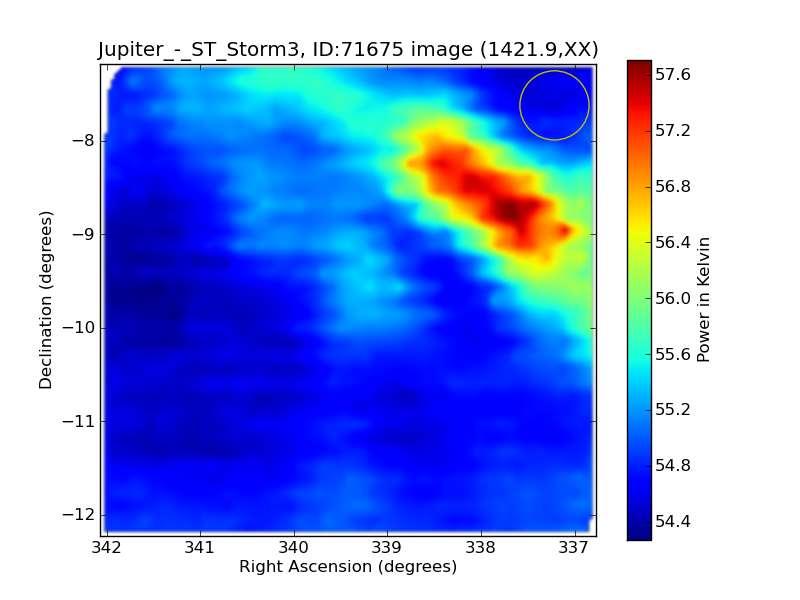 Jupiter_-_ST_Storm3, ID:71675 image (1421.9,XX)
−8
−9
−10
−11
−12
Declination (degrees)
342 341 340 339 338 337
Right Ascension (degrees)
57.6
57.2
56.8
56.4
56.0
55.6
55.2
54.8
54.4
Power in Kelvin